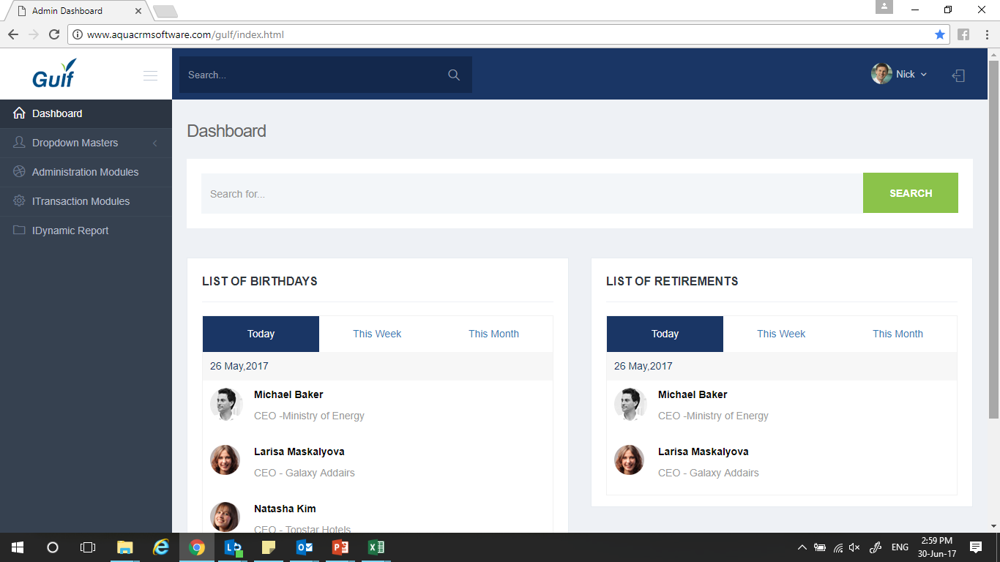 Admin Dashboard
www.aquacrmsoftware.com/gulf/index.html
Gulf
Search...
Nick
Dashboard
Dropdown Masters
Administration Modules
ITransaction Modules
IDynamic Report
Dashboard
Search for...
SEARCH
LIST OF BIRTHDAYS
Today This Week This Month
26 May,2017
Michael Baker
CEO -Ministry of Energy
Larisa Maskalyova
CEO - Galaxy Addairs
Natasha Kim
CEO - Topstar Hotels
LIST OF RETIREMENTS
Today This Week This Month
26 May,2017
Michael Baker
CEO -Ministry of Energy
Larisa Maskalyova
CEO - Galaxy Addairs
ENG
2:59 PM
30-Jun-17